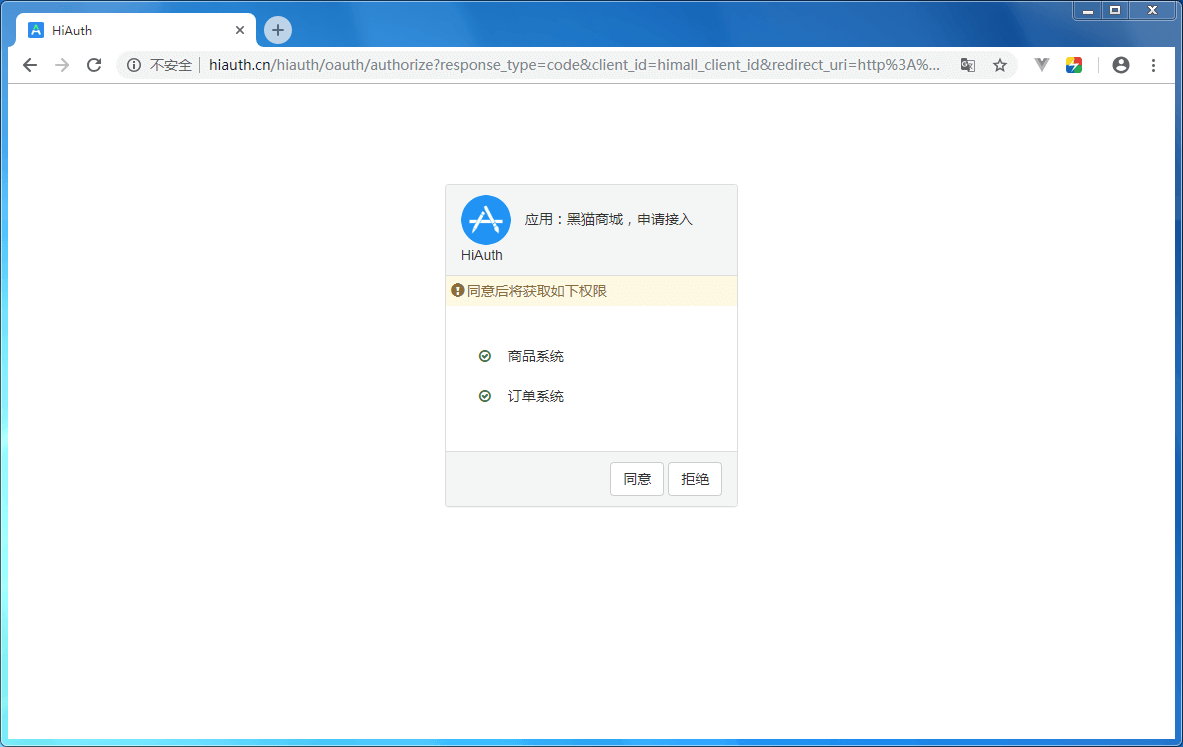 HiAuth
不安全
hiauth.cn/hiauth/oauth/authorize?response_type=code&client_id=himall_client_id&redirect_uri=http%3A%...
应用：黑猫商城，申请接入
HiAuth
同意后将获取如下权限
商品系统
订单系统
同意 拒绝